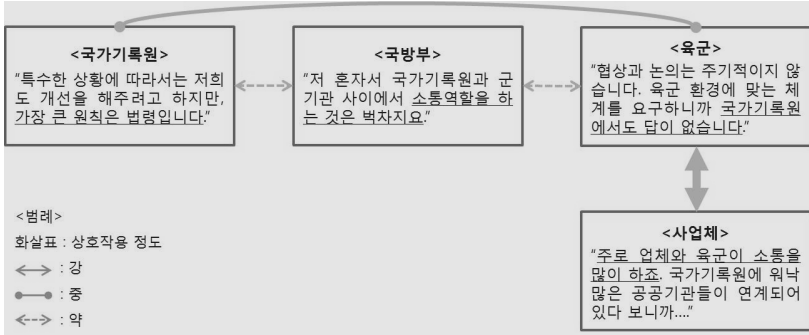 <국가기록원>
"특수한 상황에 따라서는 저희
도 개선을 해주려고 하지만,
가장 큰 원칙은 법령입니다."
<국방부>
"저 혼자서 국가기록원과 군
기관 사이에서 소통역할을 하
는 것은 벅차지요."
<육군>
"협상과 논의는 주기적이지 않
습니다. 육군 환경에 맞는 체
계를 요구하니까 국가기록원
에서도 답이 없습니다."
<사업체>
"주로 업체와 육군이 소통을
많이 하죠. 국가기록원에 워낙
많은 공공기관들이 연계되어
있다 보니까...."
<범례>
화살표 : 상호작용 정도
: 강
: 중
: 약